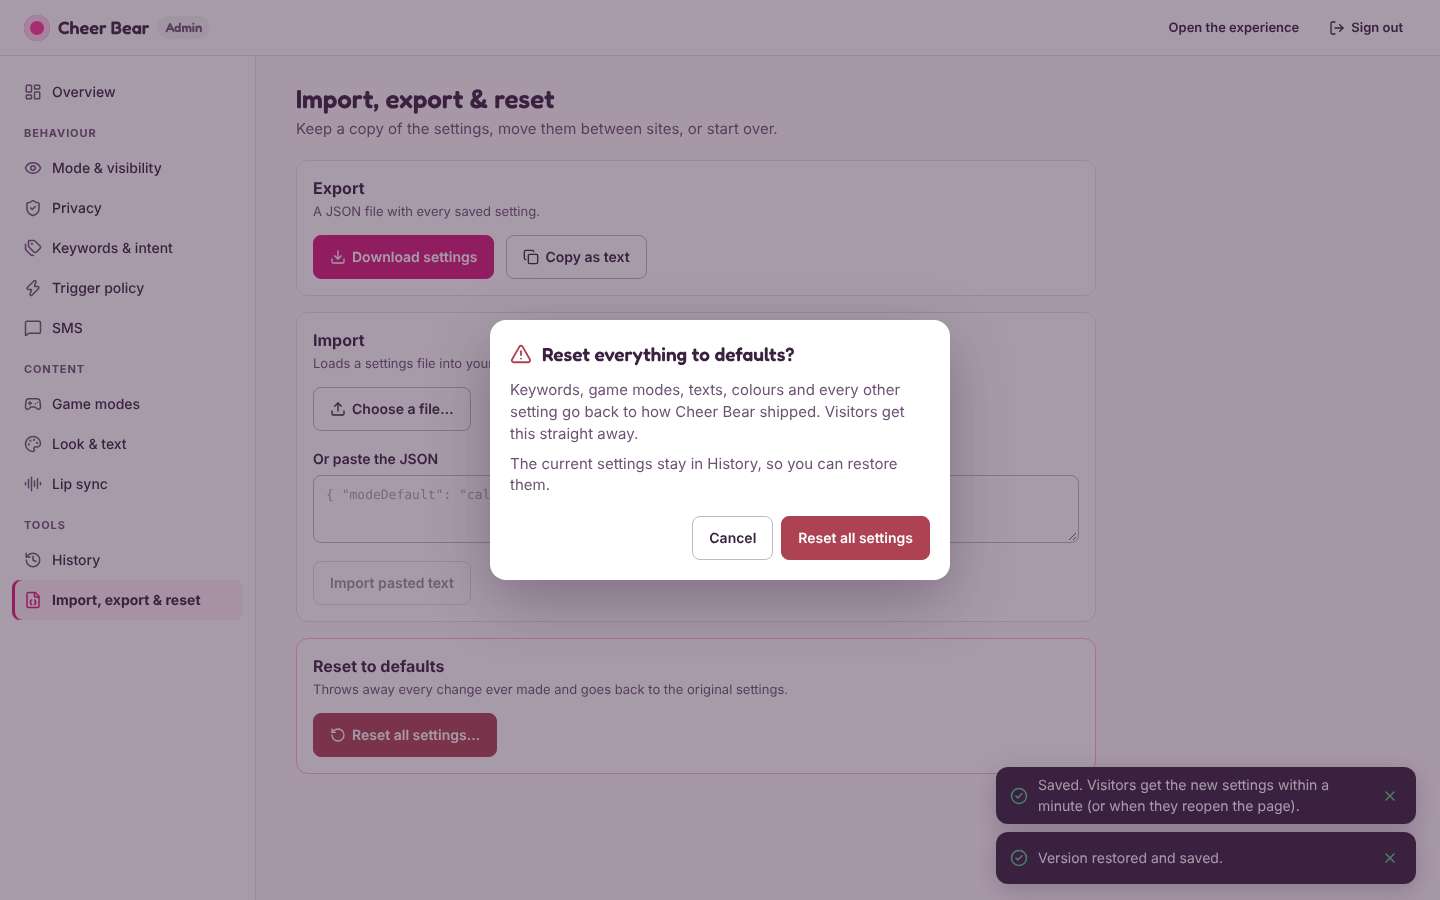 Cheer Bear Admin
Open the experience
Sign out
Overview
BEHAVIOUR
Mode & visibility
Privacy
Keywords & intent
Trigger policy
SMS
CONTENT
Game modes
Look & text
Lip sync
TOOLS
History
Import, export & reset
Import, export & reset
Keep a copy of the settings, move them between sites, or start over.
Export
A JSON file with every saved setting.
Download settings
Copy as text
Import
Loads a settings file into your
Choose a file...
Or paste the JSON
{ "modeDefault": "cal
Import pasted text
Reset everything to defaults?
Keywords, game modes, texts, colours and every other
setting go back to how Cheer Bear shipped. Visitors get
this straight away.
The current settings stay in History, so you can restore
them.
Cancel
Reset all settings
Reset to defaults
Throws away every change ever made and goes back to the original settings.
Reset all settings...
Saved. Visitors get the new settings within a
minute (or when they reopen the page).
Version restored and saved.